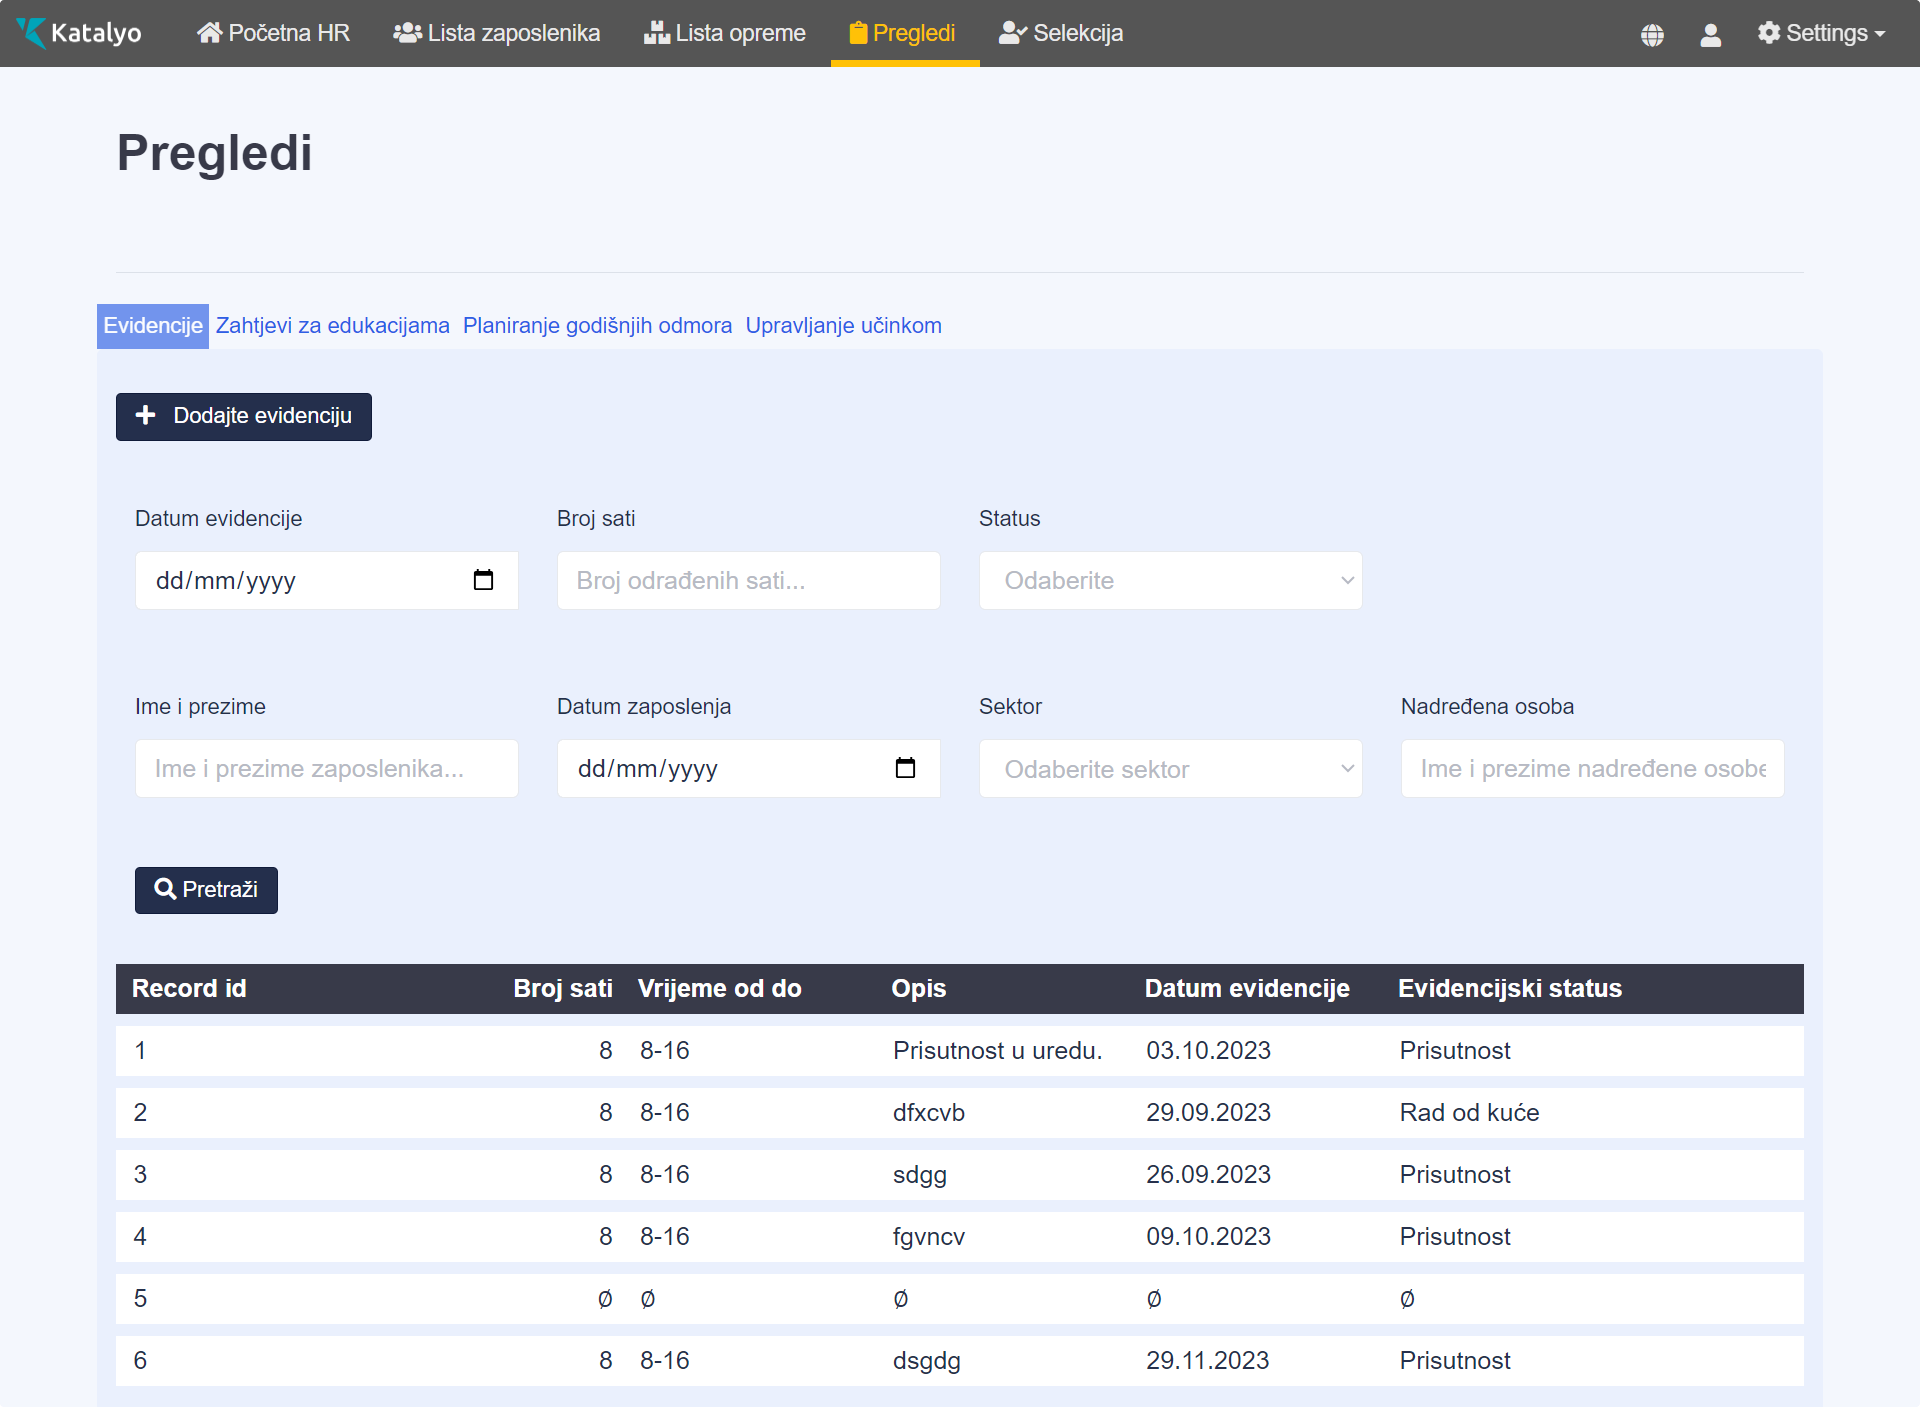 Katalyo Početna HR Lista zaposlenika Lista opreme Pregledi Selekcija Settings
Pregledi
Evidencije Zahtjevi za edukacijama Planiranje godišnjih odmora Upravljanje učinkom
Dodajte evidenciju
Datum evidencije Broj sati Status
dd/mm/yyyy Broj odrađenih sati... Odaberite
Ime i prezime Datum zaposlenja Sektor Nadređena osoba
Ime i prezime zaposlenika... dd/mm/yyyy Odaberite sektor Ime i prezime nadređene osobe
Pretraži
Record id Broj sati Vrijeme od do Opis Datum evidencije Evidencijski status
1 8 8-16 Prisutnost u uredu. 03.10.2023 Prisutnost
2 8 8-16 dfxcvb 29.09.2023 Rad od kuće
3 8 8-16 sdgg 26.09.2023 Prisutnost
4 8 8-16 fgvncv 09.10.2023 Prisutnost
5 Ø Ø Ø Ø Ø
6 8 8-16 dsgdg 29.11.2023 Prisutnost